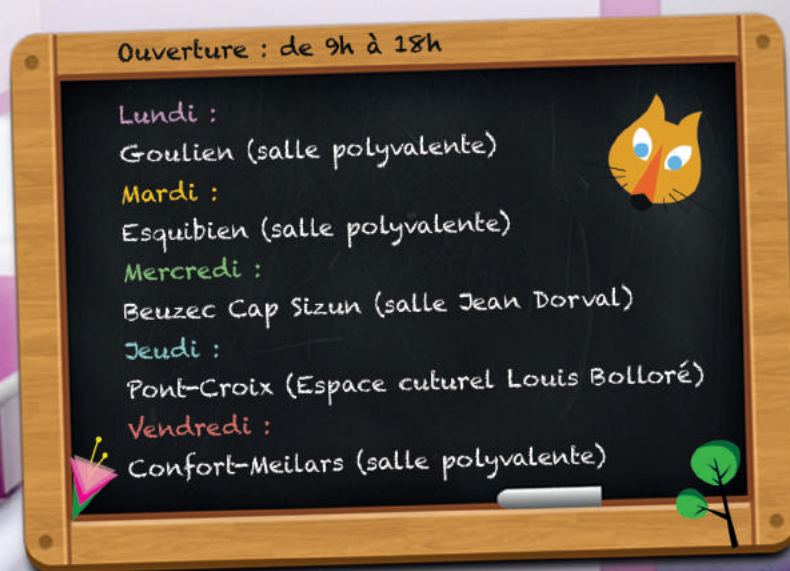 Ouverture : de 9h à 18h
Lundi :
Goulien (salle polyvalente)
Mardi :
Esquibien (salle polyvalente)
Mercredi :
Beuzec Cap Sizun (salle Jean Dorval)
Jeudi :
Pont-Croix (Espace cuturel Louis Bolloré)
Vendredi :
Confort-Meilars (salle polyvalente)